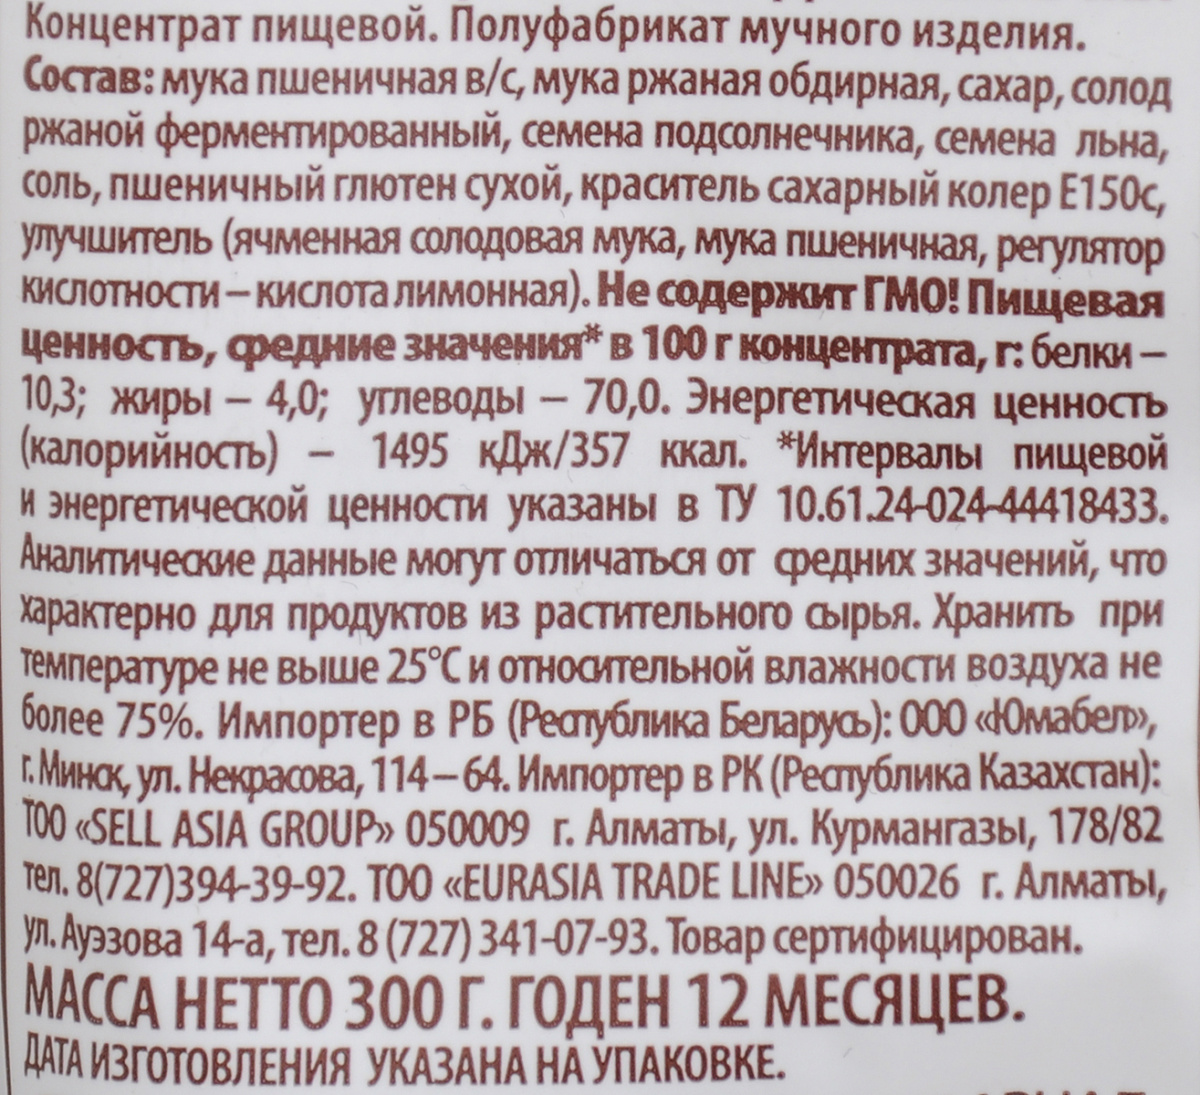 Концентрат пищевой. Полуфабрикат мучного изделия.
Состав: мука пшеничная в/с, мука ржаная обдирная, сахар, солод
ржаной ферментированный, семена подсолнечника, семена льна,
соль, пшеничный глютен сухой, краситель сахарный колер Е150с,
улучшитель (ячменная солодовая мука, мука пшеничная, регулятор
кислотности – кислота лимонная). Не содержит ГМО! Пищевая
ценность, средние значения* в 100 г концентрата, г: белки –
10,3; жиры – 4,0; углеводы – 70,0. Энергетическая ценность
(калорийность) – 1495 кДж/357 ккал. *Интервалы пищевой
и энергетической ценности указаны в ТУ 10.61.24-024-44418433.
Аналитические данные могут отличаться от средних значений, что
характерно для продуктов из растительного сырья. Хранить при
температуре не выше 25°С и относительной влажности воздуха не
более 75%. Импортер в РБ (Республика Беларусь): ООО «Юмабел»,
г. Минск, ул. Некрасова, 114–64. Импортер в РК (Республика Казахстан):
ТОО «SELL ASIA GROUP» 050009 г. Алматы, ул. Курмангазы, 178/82
тел. 8(727)394-39-92. ТОО «EURASIA TRADE LINE» 050026 г. Алматы,
ул. Ауэзова 14-а, тел. 8 (727) 341-07-93. Товар сертифицирован.
МАССА НЕТТО 300 Г. ГОДЕН 12 МЕСЯЦЕВ.
ДАТА ИЗГОТОВЛЕНИЯ УКАЗАНА НА УПАКОВКЕ.